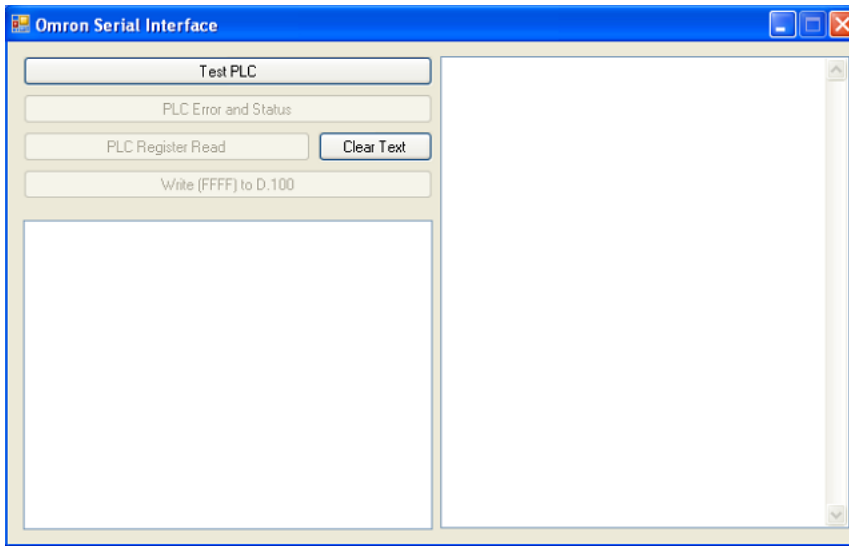 Omron Serial Interface
Test PLC
PLC Error and Status
PLC Register Read
Clear Text
Write (FFFF) to D.100